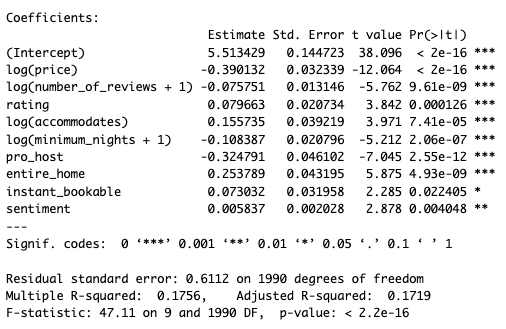 Coefficients:
                             Estimate Std. Error t value Pr(>|t|)
(Intercept)                  5.513429   0.144723  38.096  < 2e-16 ***
log(price)                  -0.390132   0.032339 -12.064  < 2e-16 ***
log(number_of_reviews + 1)  -0.075751   0.013146  -5.762 9.61e-09 ***
rating                       0.079663   0.020734   3.842 0.000126 ***
log(accommodates)            0.155735   0.039219   3.971 7.41e-05 ***
log(minimum_nights + 1)     -0.108387   0.020796  -5.212 2.06e-07 ***
pro_host                    -0.324791   0.046102  -7.045 2.55e-12 ***
entire_home                  0.253789   0.043195   5.875 4.93e-09 ***
instant_bookable             0.073032   0.031958   2.285 0.022405 *
sentiment                    0.005837   0.002028   2.878 0.004048 **
---
Signif. codes:  0 ‘***’ 0.001 ‘**’ 0.01 ‘*’ 0.05 ‘.’ 0.1 ‘ ’ 1
Residual standard error: 0.6112 on 1990 degrees of freedom
Multiple R-squared:  0.1756,    Adjusted R-squared:  0.1719
F-statistic: 47.11 on 9 and 1990 DF,  p-value: < 2.2e-16